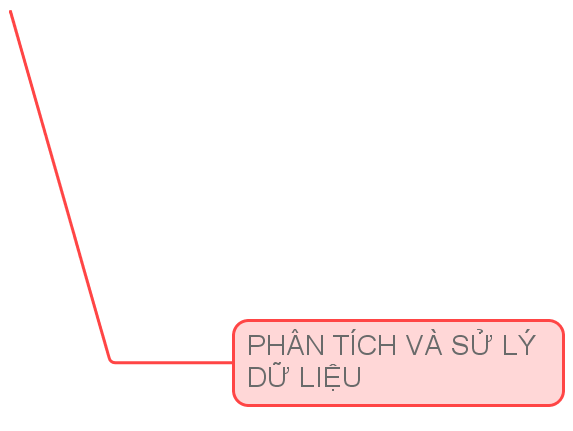 PHÂN TÍCH VÀ SỬ LÝ
DỮ LIỆU